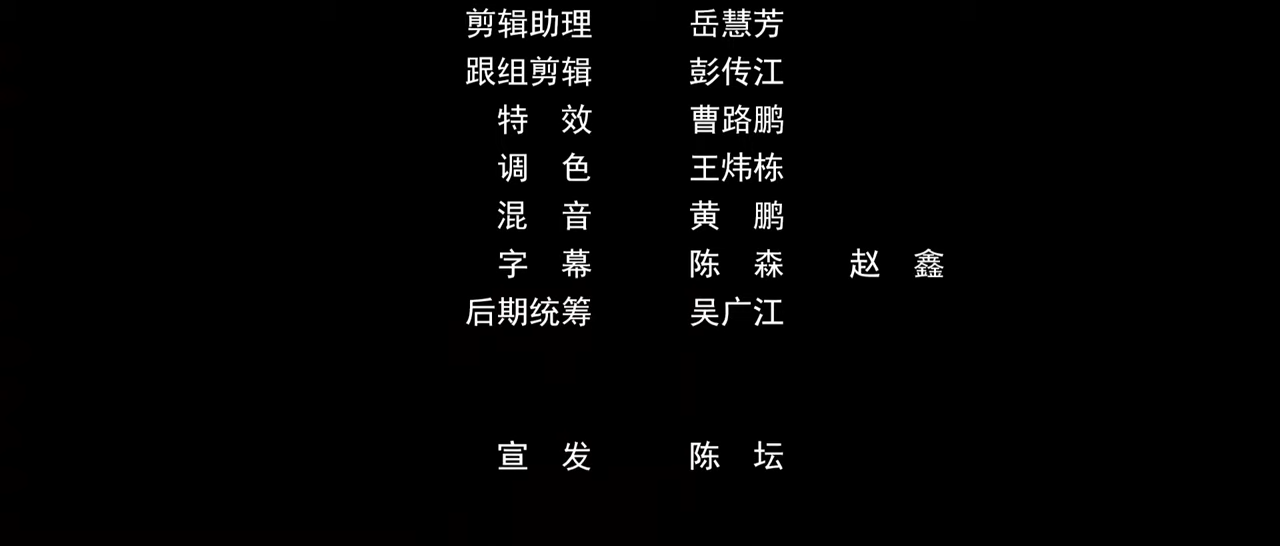 剪辑助理 岳慧芳
跟组剪辑 彭传江
特 效 曹路鹏
调 色 王炜栋
混 音 黄 鹏
字 幕 陈 森 赵 鑫
后期统筹 吴广江
宣 发 陈 坛